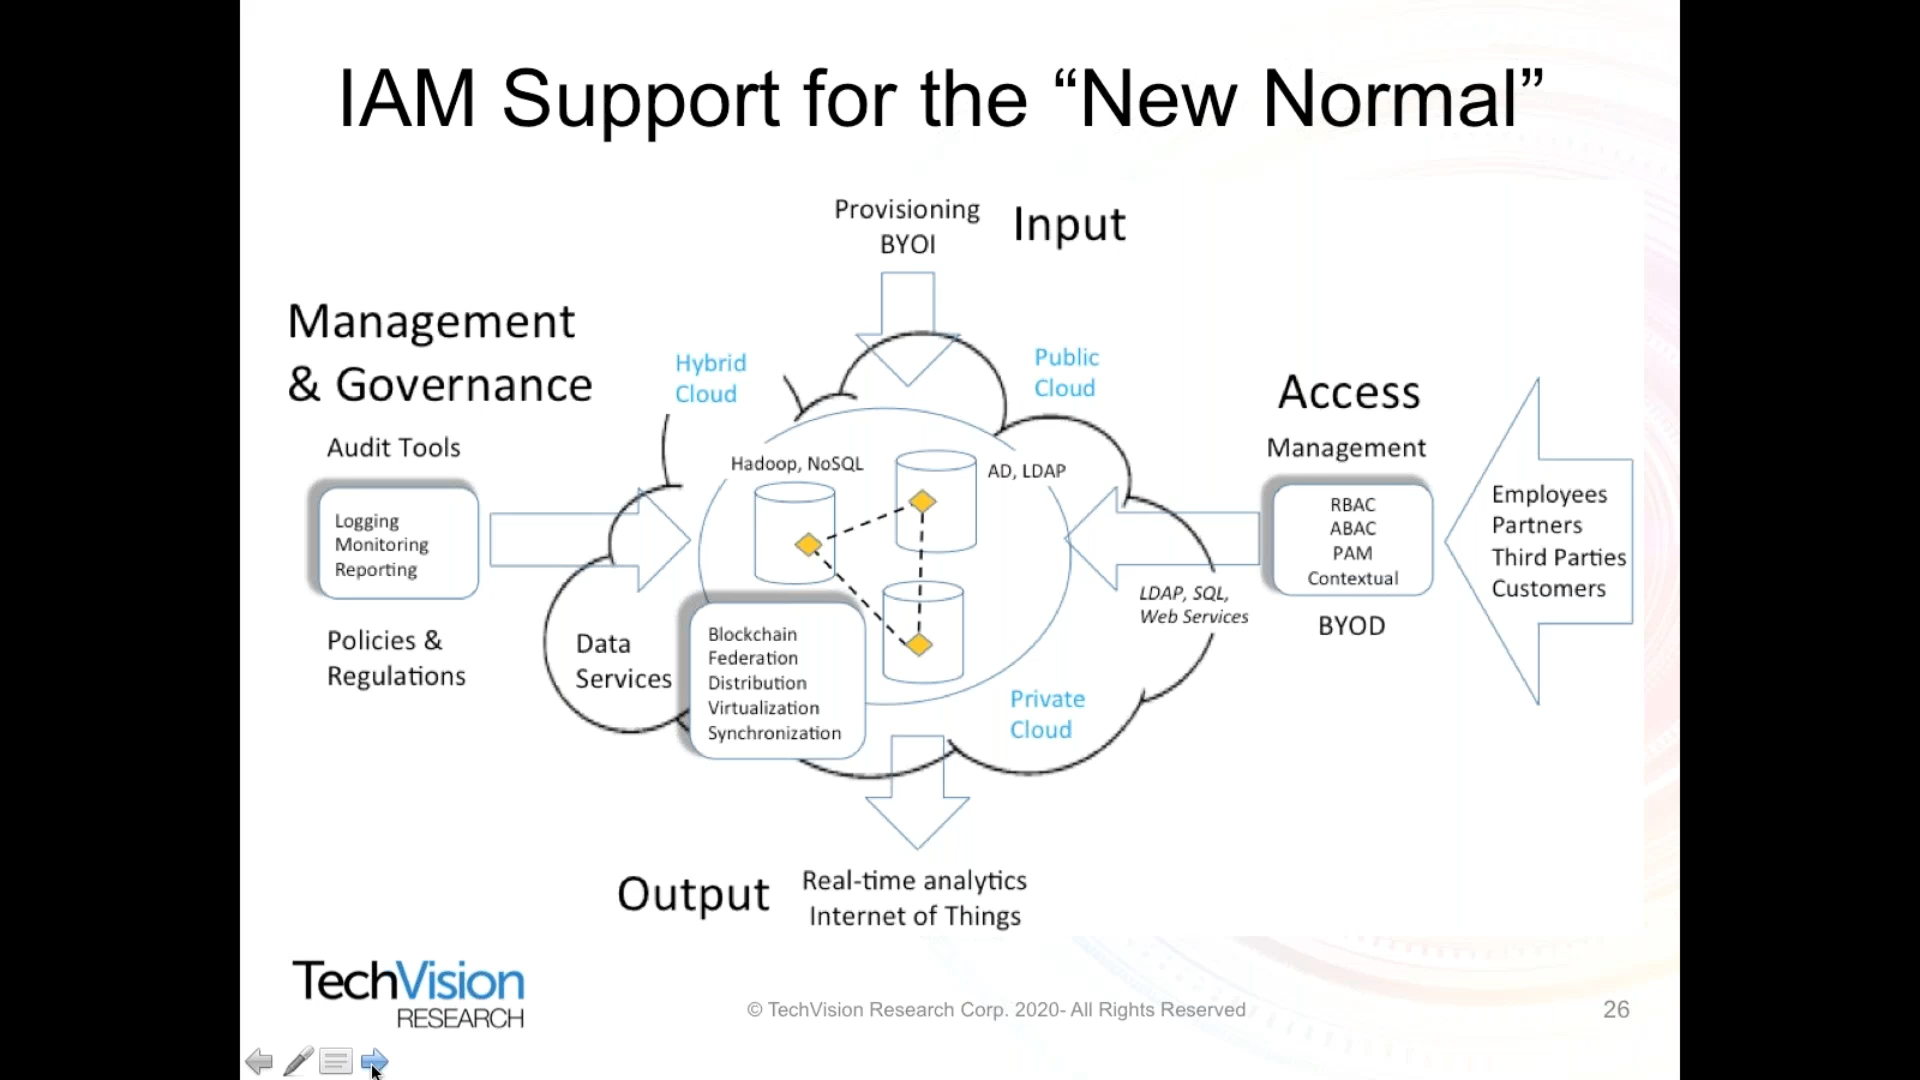 IAM Support for the “New Normal”
Provisioning
BYOI
Input
Management
& Governance
Audit Tools
Logging
Monitoring
Reporting
Policies &
Regulations
Hybrid
Cloud
Public
Cloud
Hadoop, NoSQL
AD, LDAP
Data
Services
Blockchain
Federation
Distribution
Virtualization
Synchronization
Private
Cloud
LDAP, SQL,
Web Services
Access
Management
RBAC
ABAC
PAM
Contextual
BYOD
Employees
Partners
Third Parties
Customers
Output
Real-time analytics
Internet of Things
TechVision
RESEARCH
© TechVision Research Corp. 2020- All Rights Reserved
26